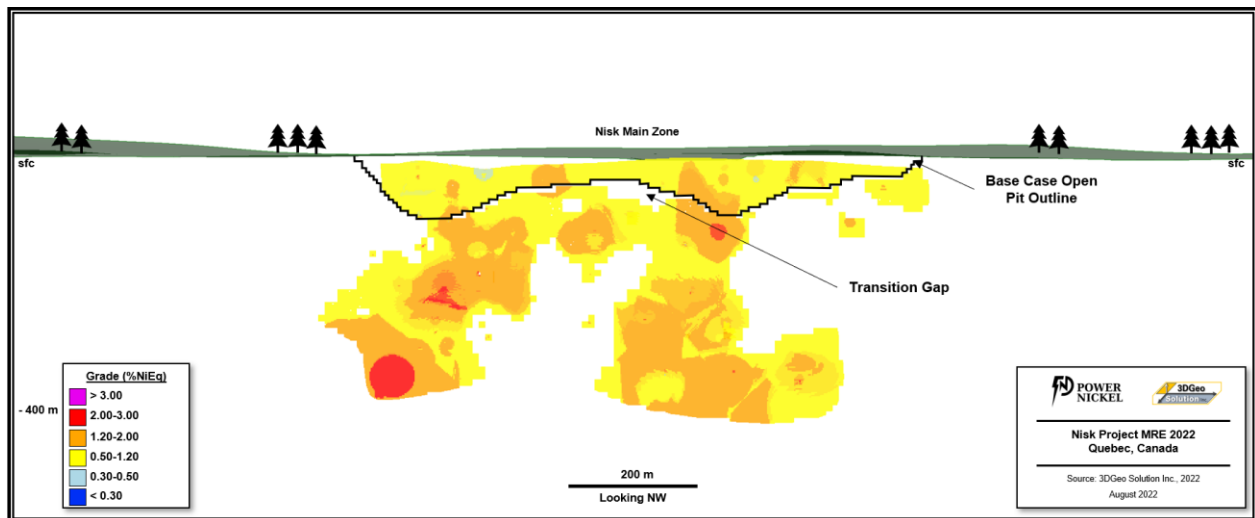 Nisk Main Zone
sfc
sfc
Base Case Open
Pit Outline
Transition Gap
- 400 m
Grade (%NiEq)
> 3.00
2.00-3.00
1.20-2.00
0.50-1.20
0.30-0.50
< 0.30
200 m
Looking NW
POWER
NICKEL
3DGeo
Solution Inc.
Nisk Project MRE 2022
Quebec, Canada
Source: 3DGeo Solution Inc., 2022
August 2022